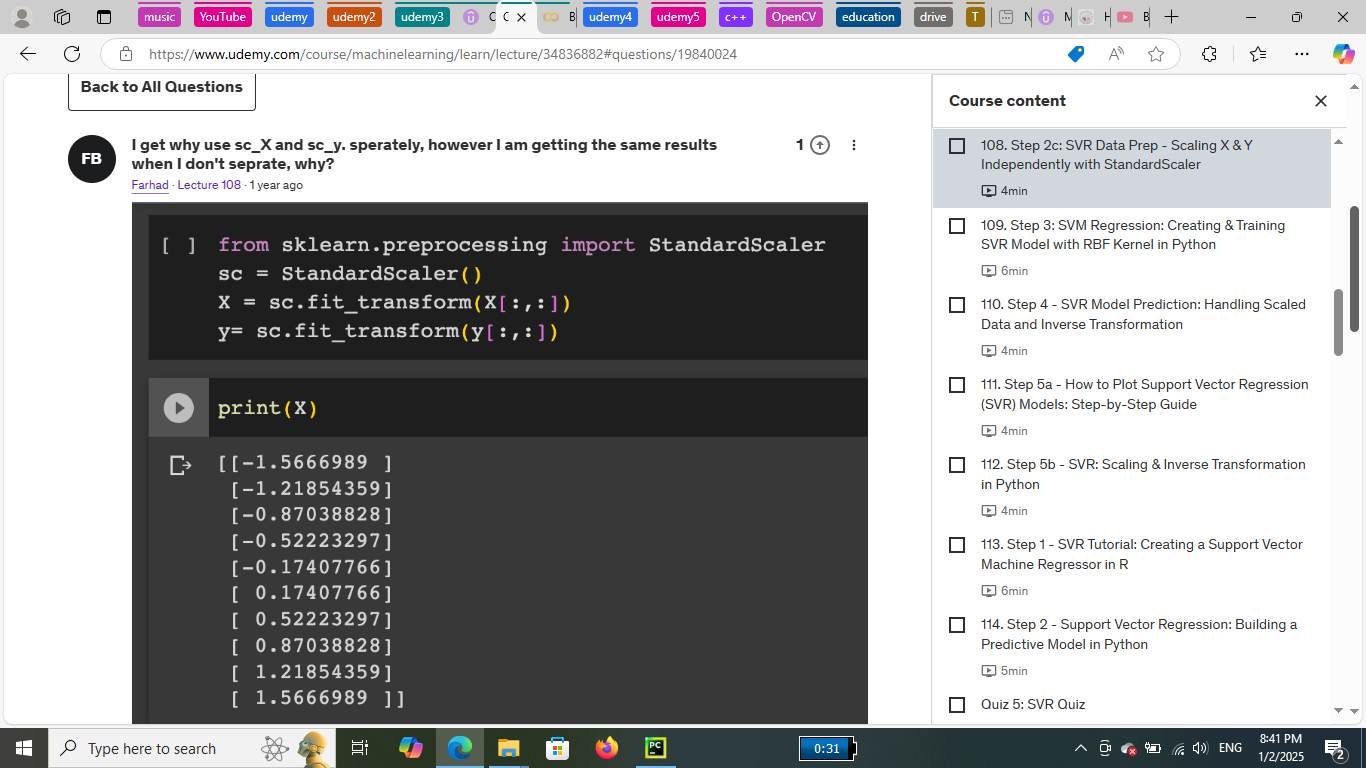 music
YouTube
udemy
udemy2
udemy3
udemy4
udemy5
c++
OpenCV
education
drive
T
https://www.udemy.com/course/machinelearning/learn/lecture/34836882#questions/19840024
Back to All Questions
FB
I get why use sc_X and sc_y. sperately, however I am getting the same results
when I don't seprate, why?
1
Farhad · Lecture 108 · 1 year ago
[ ] from sklearn.preprocessing import StandardScaler
sc = StandardScaler()
X = sc.fit_transform(X[:,:])
y= sc.fit_transform(y[:,:])
print(X)
[[-1.5666989 ]
[-1.21854359]
[-0.87038828]
[-0.52223297]
[-0.17407766]
[ 0.17407766]
[ 0.52223297]
[ 0.87038828]
[ 1.21854359]
[ 1.5666989 ]]
Course content
108. Step 2c: SVR Data Prep - Scaling X & Y
Independently with StandardScaler
4min
109. Step 3: SVM Regression: Creating & Training
SVR Model with RBF Kernel in Python
6min
110. Step 4 - SVR Model Prediction: Handling Scaled
Data and Inverse Transformation
4min
111. Step 5a - How to Plot Support Vector Regression
(SVR) Models: Step-by-Step Guide
4min
112. Step 5b - SVR: Scaling & Inverse Transformation
in Python
4min
113. Step 1 - SVR Tutorial: Creating a Support Vector
Machine Regressor in R
6min
114. Step 2 - Support Vector Regression: Building a
Predictive Model in Python
5min
Quiz 5: SVR Quiz
Type here to search
PC
0:31
ENG
8:41 PM
1/2/2025
2